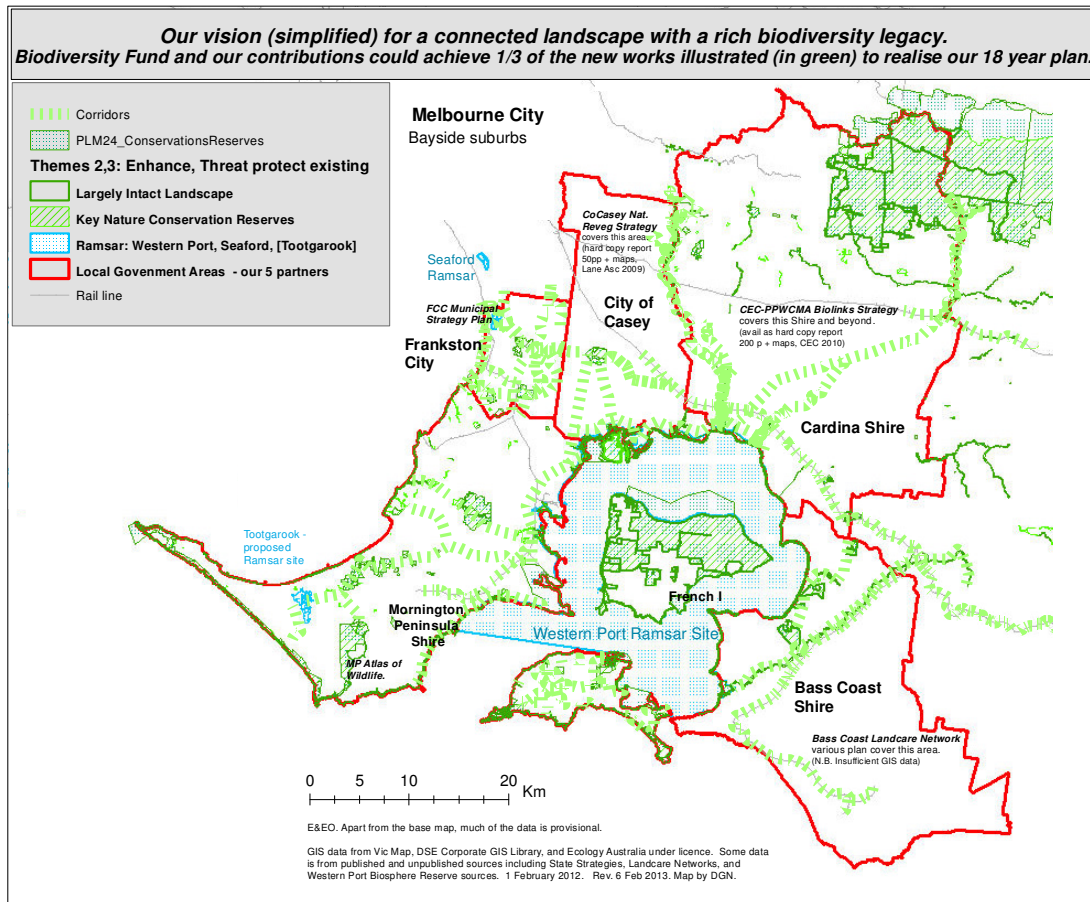 Our vision (simplified) for a connected landscape with a rich biodiversity legacy.
Biodiversity Fund and our contributions could achieve 1/3 of the new works illustrated (in green) to realise our 18 year plan.
Corridors
PLM24_ConservationsReserves
Themes 2,3: Enhance, Threat protect existing
Largely Intact Landscape
Key Nature Conservation Reserves
Ramsar: Western Port, Seaford, [Tootgarook]
Local Govenment Areas - our 5 partners
Rail line
Melbourne City
Bayside suburbs
CoCasey Nat.
Reveg Strategy
covers this area.
(hard copy report
50pp + maps,
Lane Asc 2009)
Seaford
Ramsar
FCC Municipal
Strategy Plan
Frankston
City
City of
Casey
CEC-PPWCMA Biolinks Strategy
covers this Shire and beyond.
(avail as hard copy report
200 p + maps, CEC 2010)
Cardina Shire
Tootgarook -
proposed
Ramsar site
French I
Mornington
Peninsula
Shire
Western Port Ramsar Site
MP Atlas of
Wildlife.
Bass Coast
Shire
Bass Coast Landcare Network
various plan cover this area.
(N.B. Insufficient GIS data)
0 5 10 20
Km
E&EO. Apart from the base map, much of the data is provisional.
GIS data from Vic Map, DSE Corporate GIS Library, and Ecology Australia under licence. Some data
is from published and unpublished sources including State Strategies, Landcare Networks, and
Western Port Biosphere Reserve sources. 1 February 2012. Rev. 6 Feb 2013. Map by DGN.